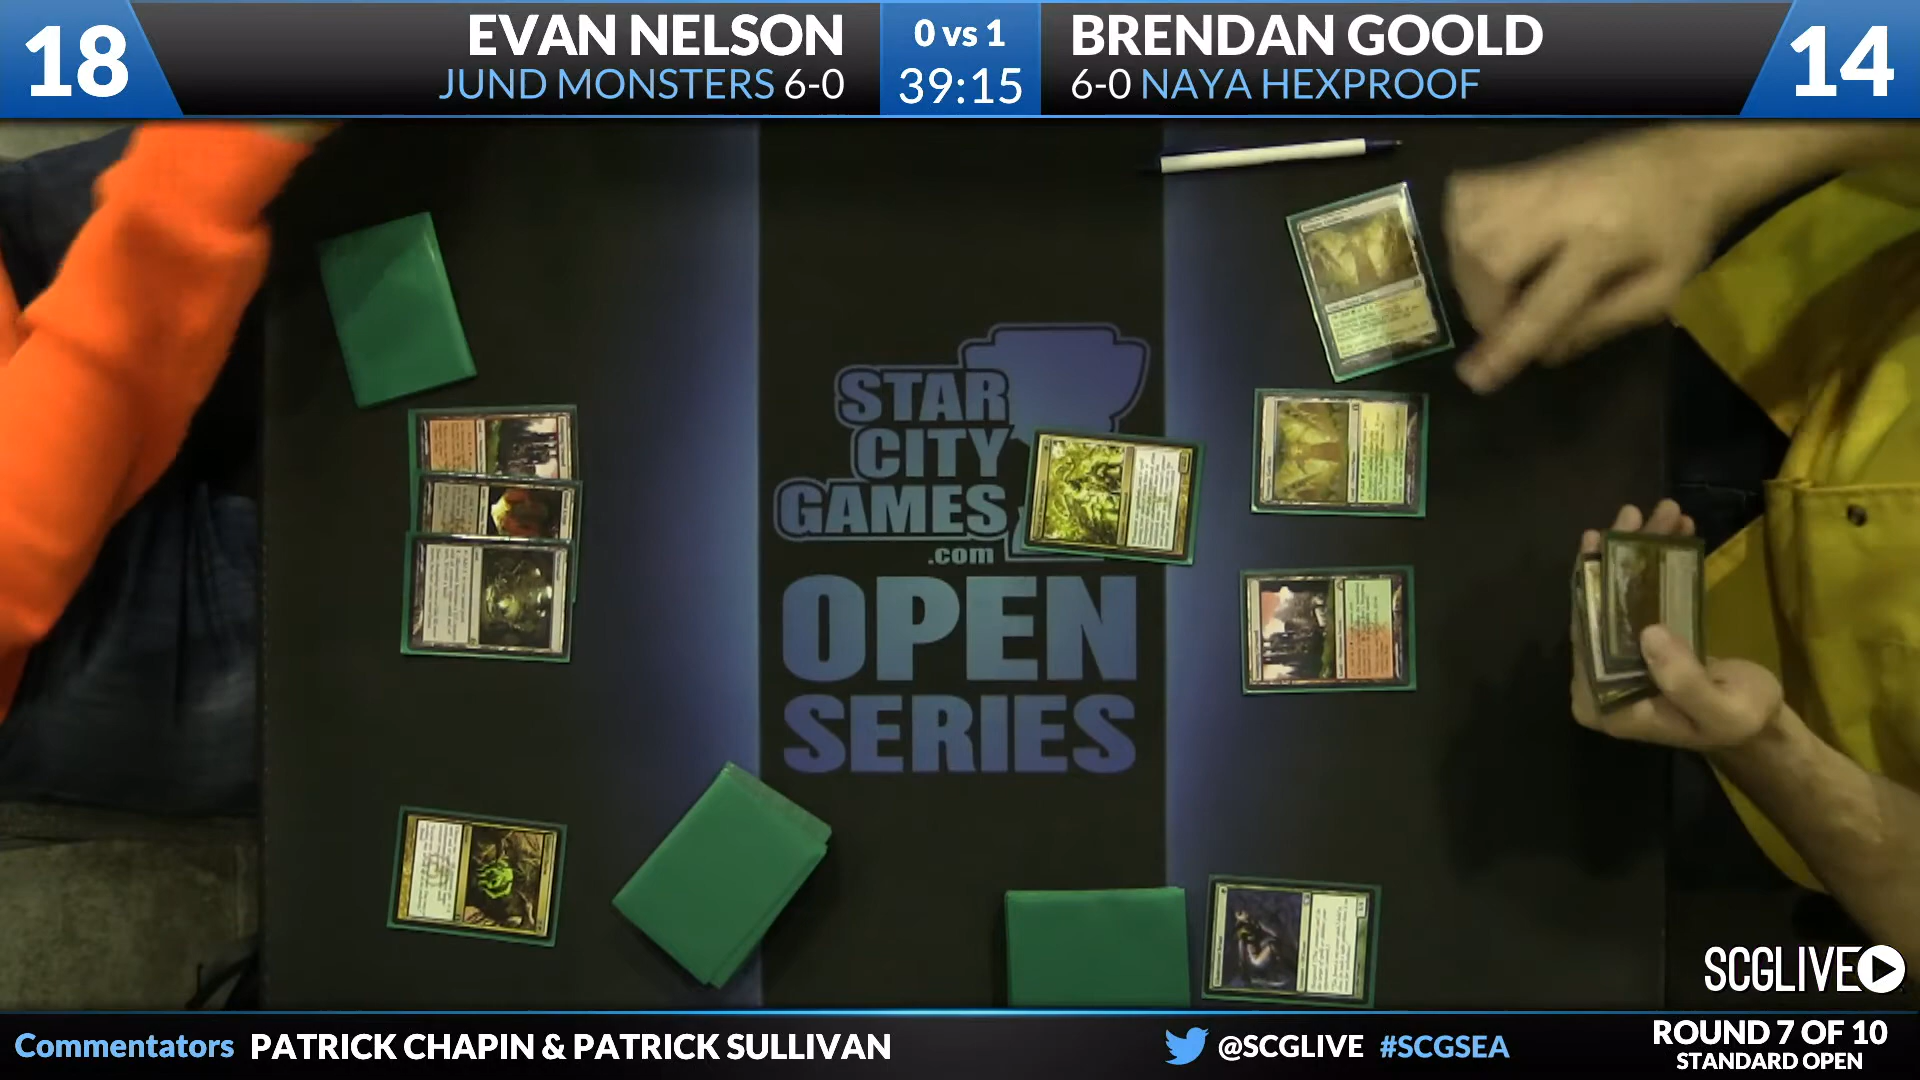 18
EVAN NELSON
JUND MONSTERS 6-0
0 vs 1
39:15
BRENDAN GOOLD
6-0 NAYA HEXPROOF
14
STAR
CITY
GAMES
.com
OPEN
SERIES
SCGLIVE
Commentators PATRICK CHAPIN & PATRICK SULLIVAN
@SCGLIVE #SCGSEA
ROUND 7 OF 10
STANDARD OPEN